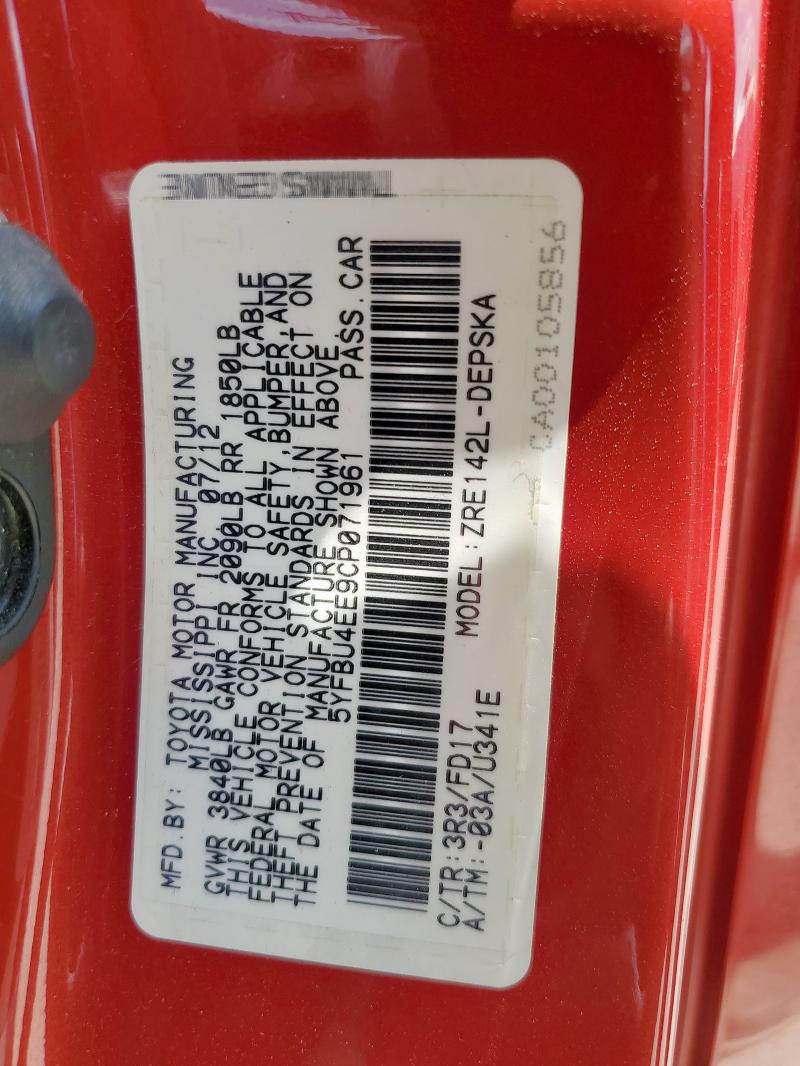 MFD.BY: TOYOTA MOTOR MANUFACTURING
MISSISSIPPI INC 07/12
GVWR 3840LB GAWR FR 2090LB RR 1850LB
THIS VEHICLE CONFORMS TO ALL APPLICABLE
FEDERAL MOTOR VEHICLE SAFETY,BUMPER,AND
THEFT PREVENTION STANDARDS IN EFFECT ON
THE DATE OF MANUFACTURE SHOWN ABOVE.
5YFBU4EE9CP071961 PASS.CAR
C/TR:3R3/FD17 MODEL:ZRE142L-DEPSKA
A/TM:-03A/U341E
CA00105856